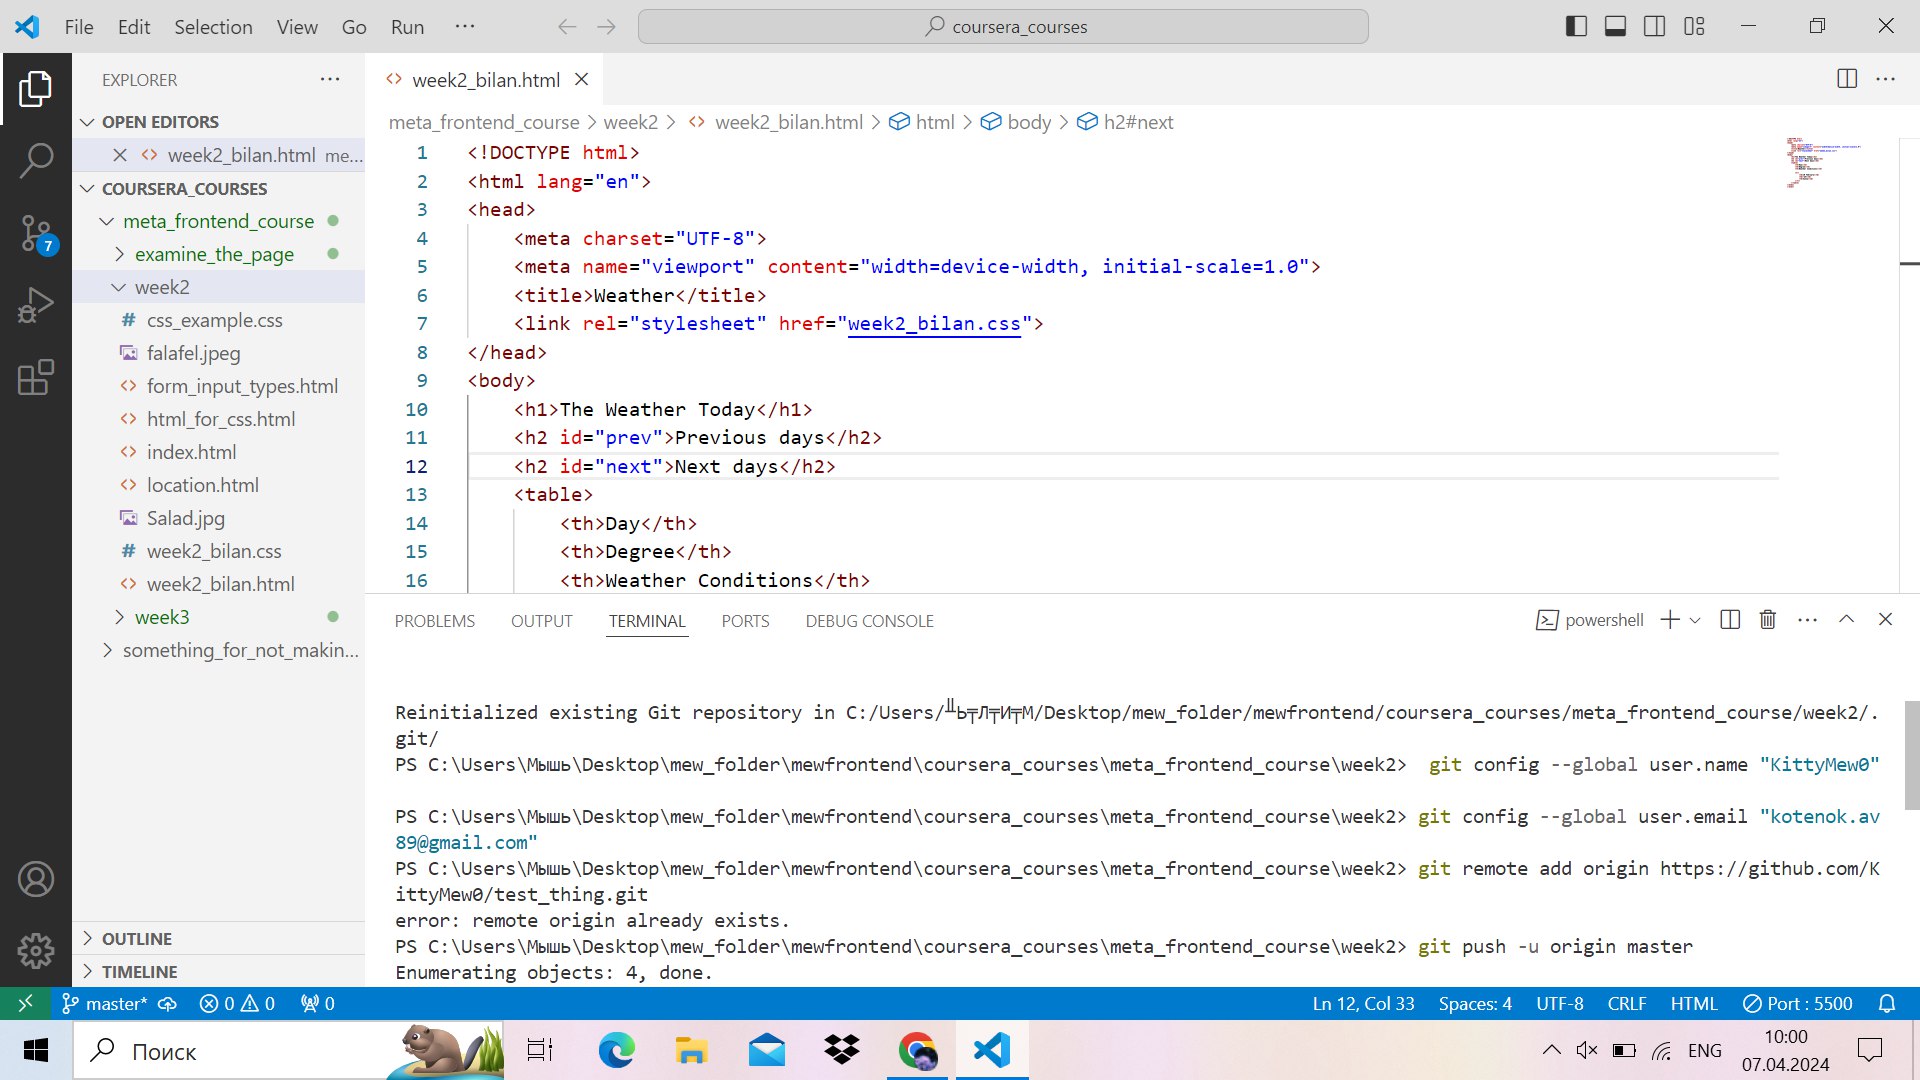 File Edit Selection View Go Run ··· coursera_courses
EXPLORER ···
OPEN EDITORS
week2_bilan.html me...
COURSERA_COURSES
meta_frontend_course
examine_the_page
week2
css_example.css
falafel.jpeg
form_input_types.html
html_for_css.html
index.html
location.html
Salad.jpg
week2_bilan.css
week2_bilan.html
week3
something_for_not_makin...
OUTLINE
TIMELINE
7
week2_bilan.html
meta_frontend_course > week2 > week2_bilan.html > html > body > h2#next
1 <!DOCTYPE html>
2 <html lang="en">
3 <head>
4 <meta charset="UTF-8">
5 <meta name="viewport" content="width=device-width, initial-scale=1.0">
6 <title>Weather</title>
7 <link rel="stylesheet" href="week2_bilan.css">
8 </head>
9 <body>
10 <h1>The Weather Today</h1>
11 <h2 id="prev">Previous days</h2>
12 <h2 id="next">Next days</h2>
13 <table>
14 <th>Day</th>
15 <th>Degree</th>
16 <th>Weather Conditions</th>
PROBLEMS OUTPUT TERMINAL PORTS DEBUG CONSOLE powershell
Reinitialized existing Git repository in C:/Users/╨Ь╤Л╤И╤М/Desktop/mew_folder/mewfrontend/coursera_courses/meta_frontend_course/week2/.
git/
PS C:\Users\Мышь\Desktop\mew_folder\mewfrontend\coursera_courses\meta_frontend_course\week2> git config --global user.name "KittyMew0"
PS C:\Users\Мышь\Desktop\mew_folder\mewfrontend\coursera_courses\meta_frontend_course\week2> git config --global user.email "kotenok.av
89@gmail.com"
PS C:\Users\Мышь\Desktop\mew_folder\mewfrontend\coursera_courses\meta_frontend_course\week2> git remote add origin https://github.com/K
ittyMew0/test_thing.git
error: remote origin already exists.
PS C:\Users\Мышь\Desktop\mew_folder\mewfrontend\coursera_courses\meta_frontend_course\week2> git push -u origin master
Enumerating objects: 4, done.
master* 0 0 0 Ln 12, Col 33 Spaces: 4 UTF-8 CRLF HTML Port : 5500
Поиск
ENG
10:00
07.04.2024